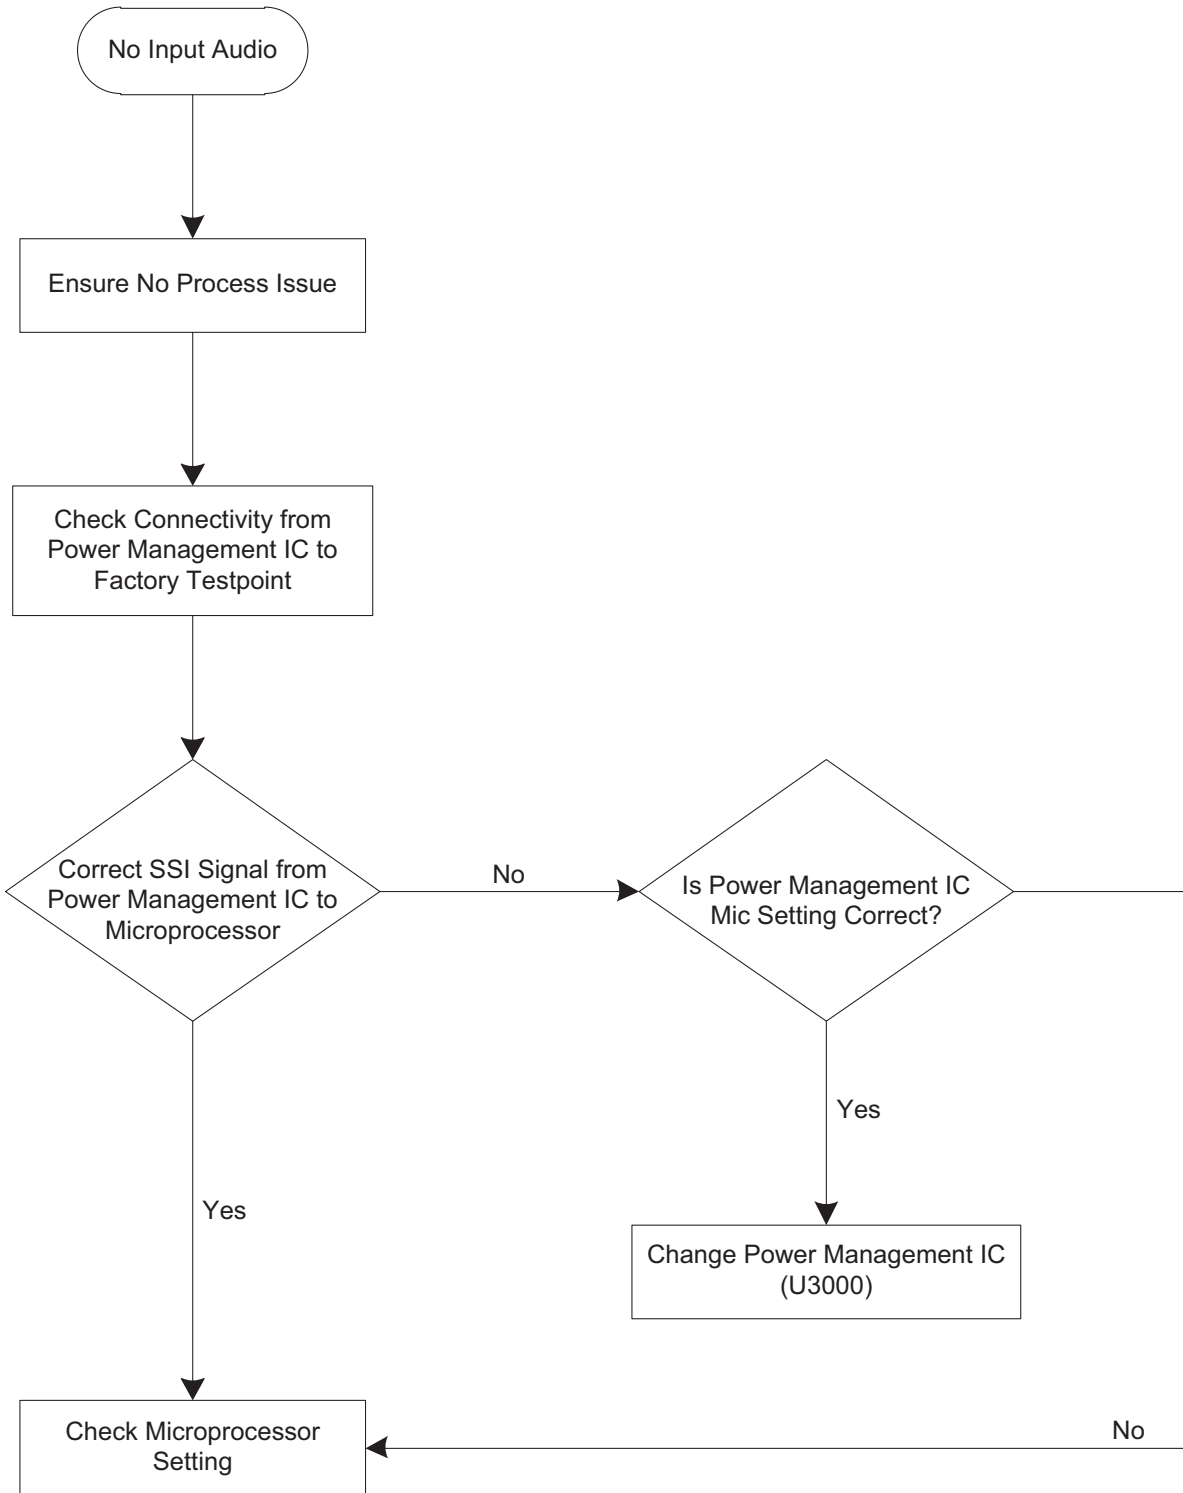 No Input Audio
Ensure No Process Issue
Check Connectivity from
Power Management IC to
Factory Testpoint
Correct SSI Signal from
Power Management IC to
Microprocessor
No
Is Power Management IC
Mic Setting Correct?
Yes
Yes
Change Power Management IC
(U3000)
Check Microprocessor
Setting
No